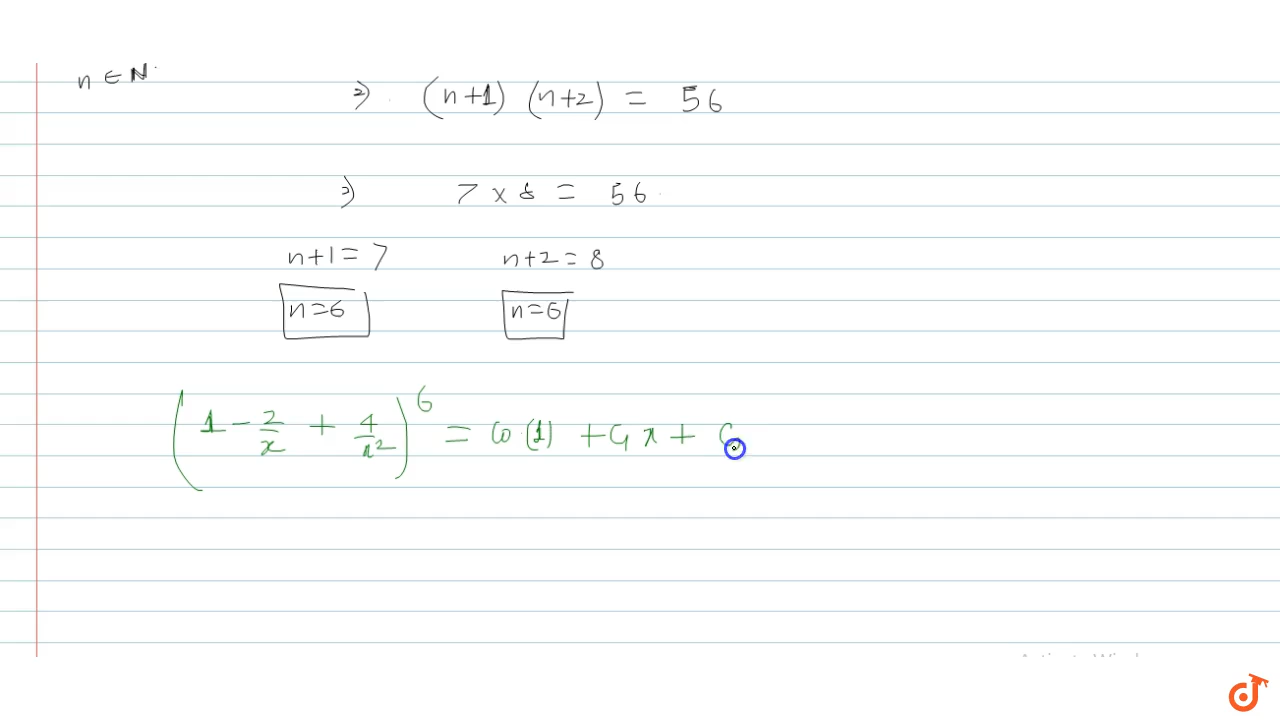 n ∈ N
⇒) (n+1) (n+2) = 56
⇒) 7 x 8 = 56
n+1 = 7 n+2 = 8
n=6 n=6
(1 - 2/x + 4/x²)^6 = C0 (1) + C1 x + C